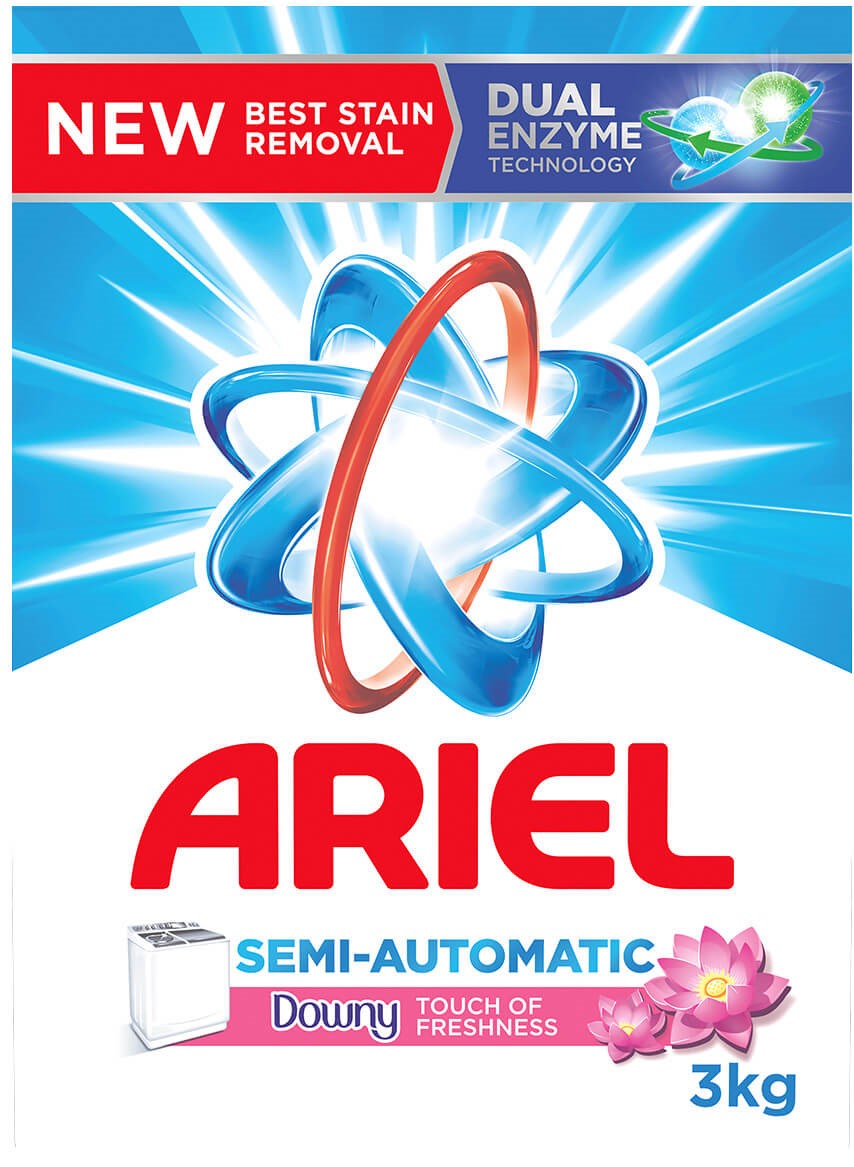 NEW
BEST STAIN
REMOVAL
DUAL
ENZYME
TECHNOLOGY
ARIEL
SEMI-AUTOMATIC
Downy
TOUCH OF
FRESHNESS
3kg